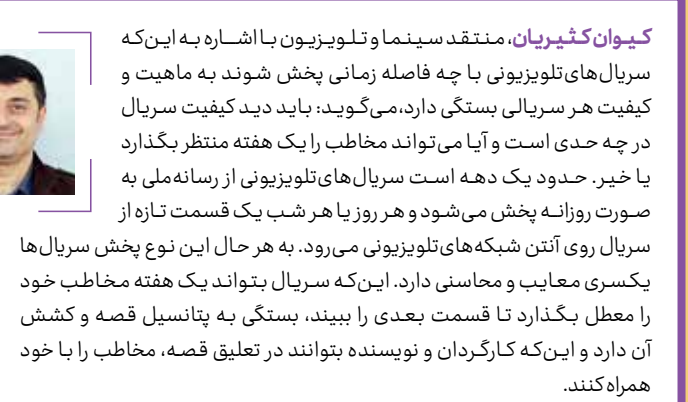 کیوان کثیریان، منتقد سینما و تلویزیون با اشاره به این‌که
سریال‌های تلویزیونی با چه فاصله زمانی پخش شوند به ماهیت و
کیفیت هر سریالی بستگی دارد، می‌گوید: باید دید کیفیت سریال
در چه حدی است و آیا می‌تواند مخاطب را یک هفته منتظر بگذارد
یا خیر. حدود یک دهه است سریال‌های تلویزیونی از رسانه‌ملی به
صورت روزانه پخش می‌شود و هر روز یا هر شب یک قسمت تازه از
سریال روی آنتن شبکه‌های تلویزیونی می‌رود. به هر حال این نوع پخش سریال‌ها
یکسری معایب و محاسنی دارد. این‌که سریال بتواند یک هفته مخاطب خود
را معطل بگذارد تا قسمت بعدی را ببیند، بستگی به پتانسیل قصه و کشش
آن دارد و این‌که کارگردان و نویسنده بتوانند در تعلیق قصه، مخاطب را با خود
همراه کنند.